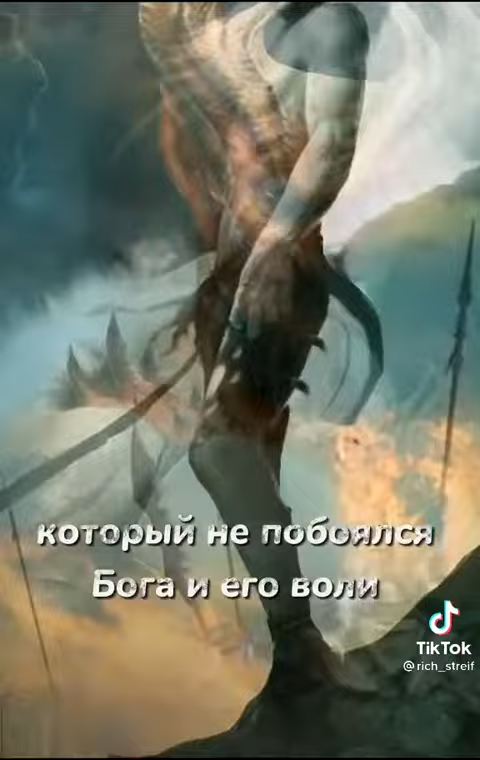 который не побоялся
Бога и его воли
TikTok
@rich_streif